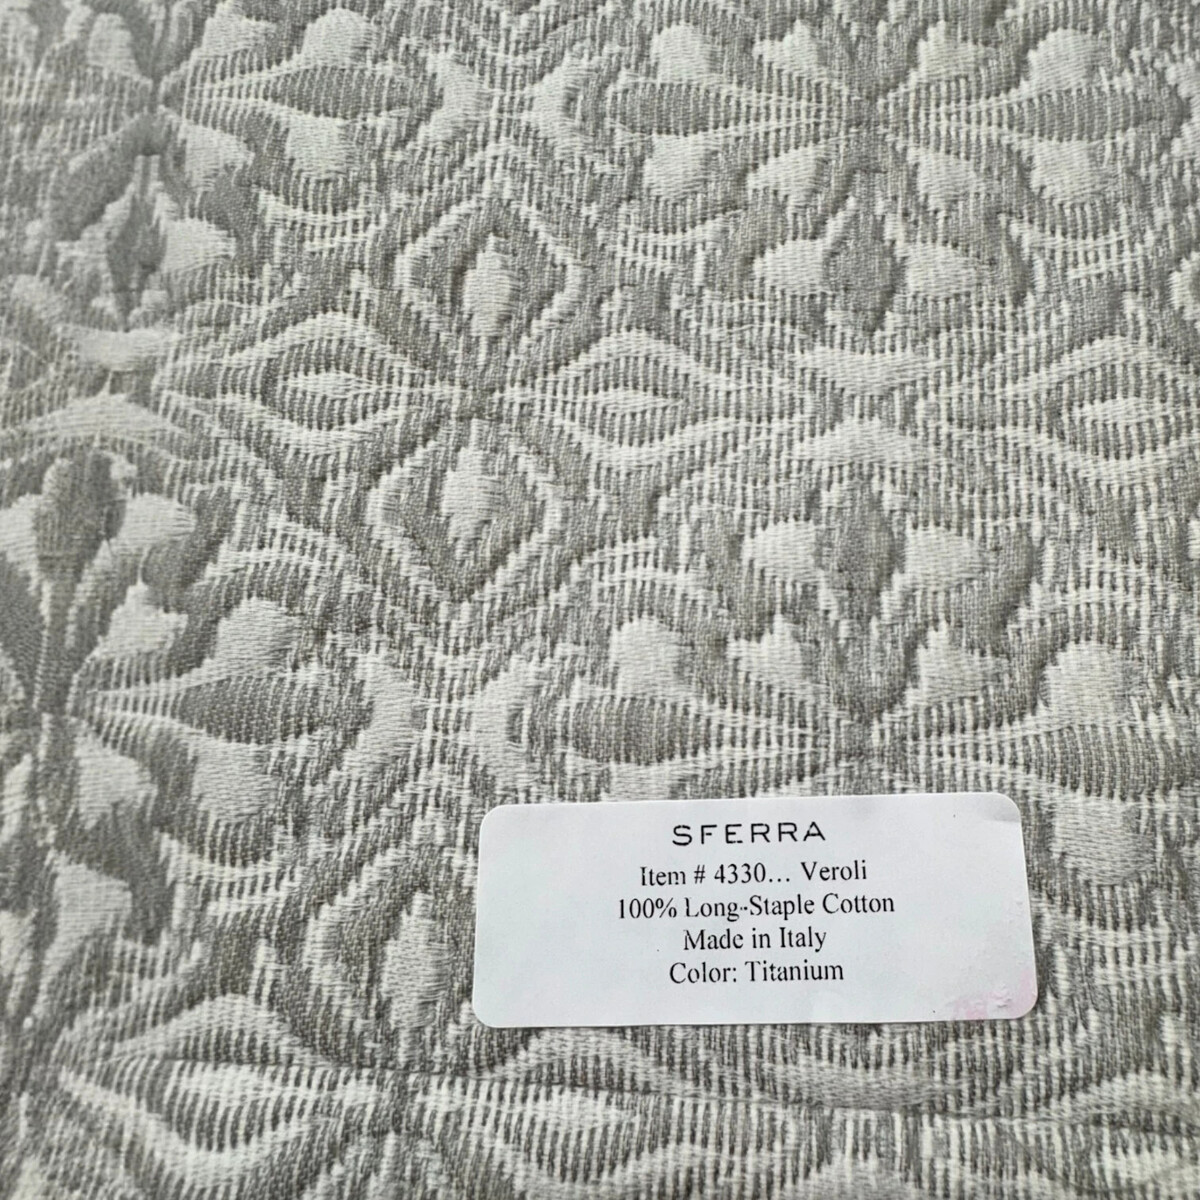 SFERRA
Item # 4330... Veroli
100% Long-Staple Cotton
Made in Italy
Color: Titanium